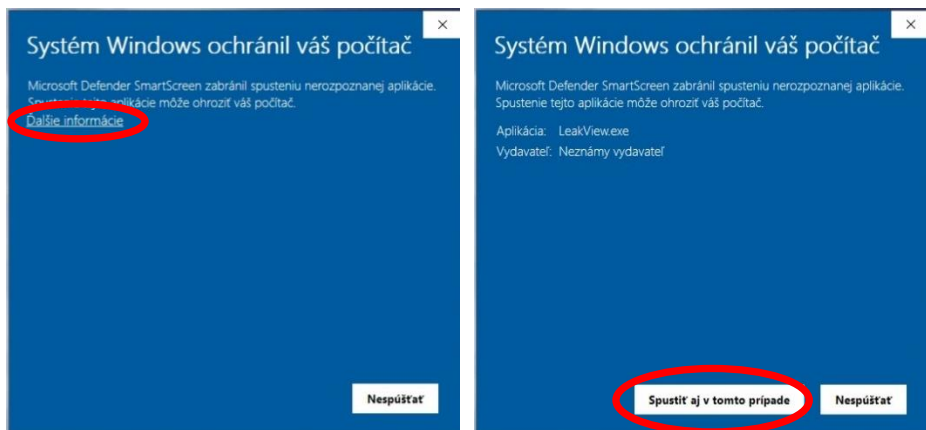 Systém Windows ochránil váš počítač
Microsoft Defender SmartScreen zabránil spusteniu nerozpoznanej aplikácie.
Spustenie tejto aplikácie môže ohroziť váš počítač.
Ďalšie informácie
Nespúšťať
Systém Windows ochránil váš počítač
Microsoft Defender SmartScreen zabránil spusteniu nerozpoznanej aplikácie.
Spustenie tejto aplikácie môže ohroziť váš počítač.
Aplikácia: LeakView.exe
Vydavateľ: Neznámy vydavateľ
Spustiť aj v tomto prípade
Nespúšťať